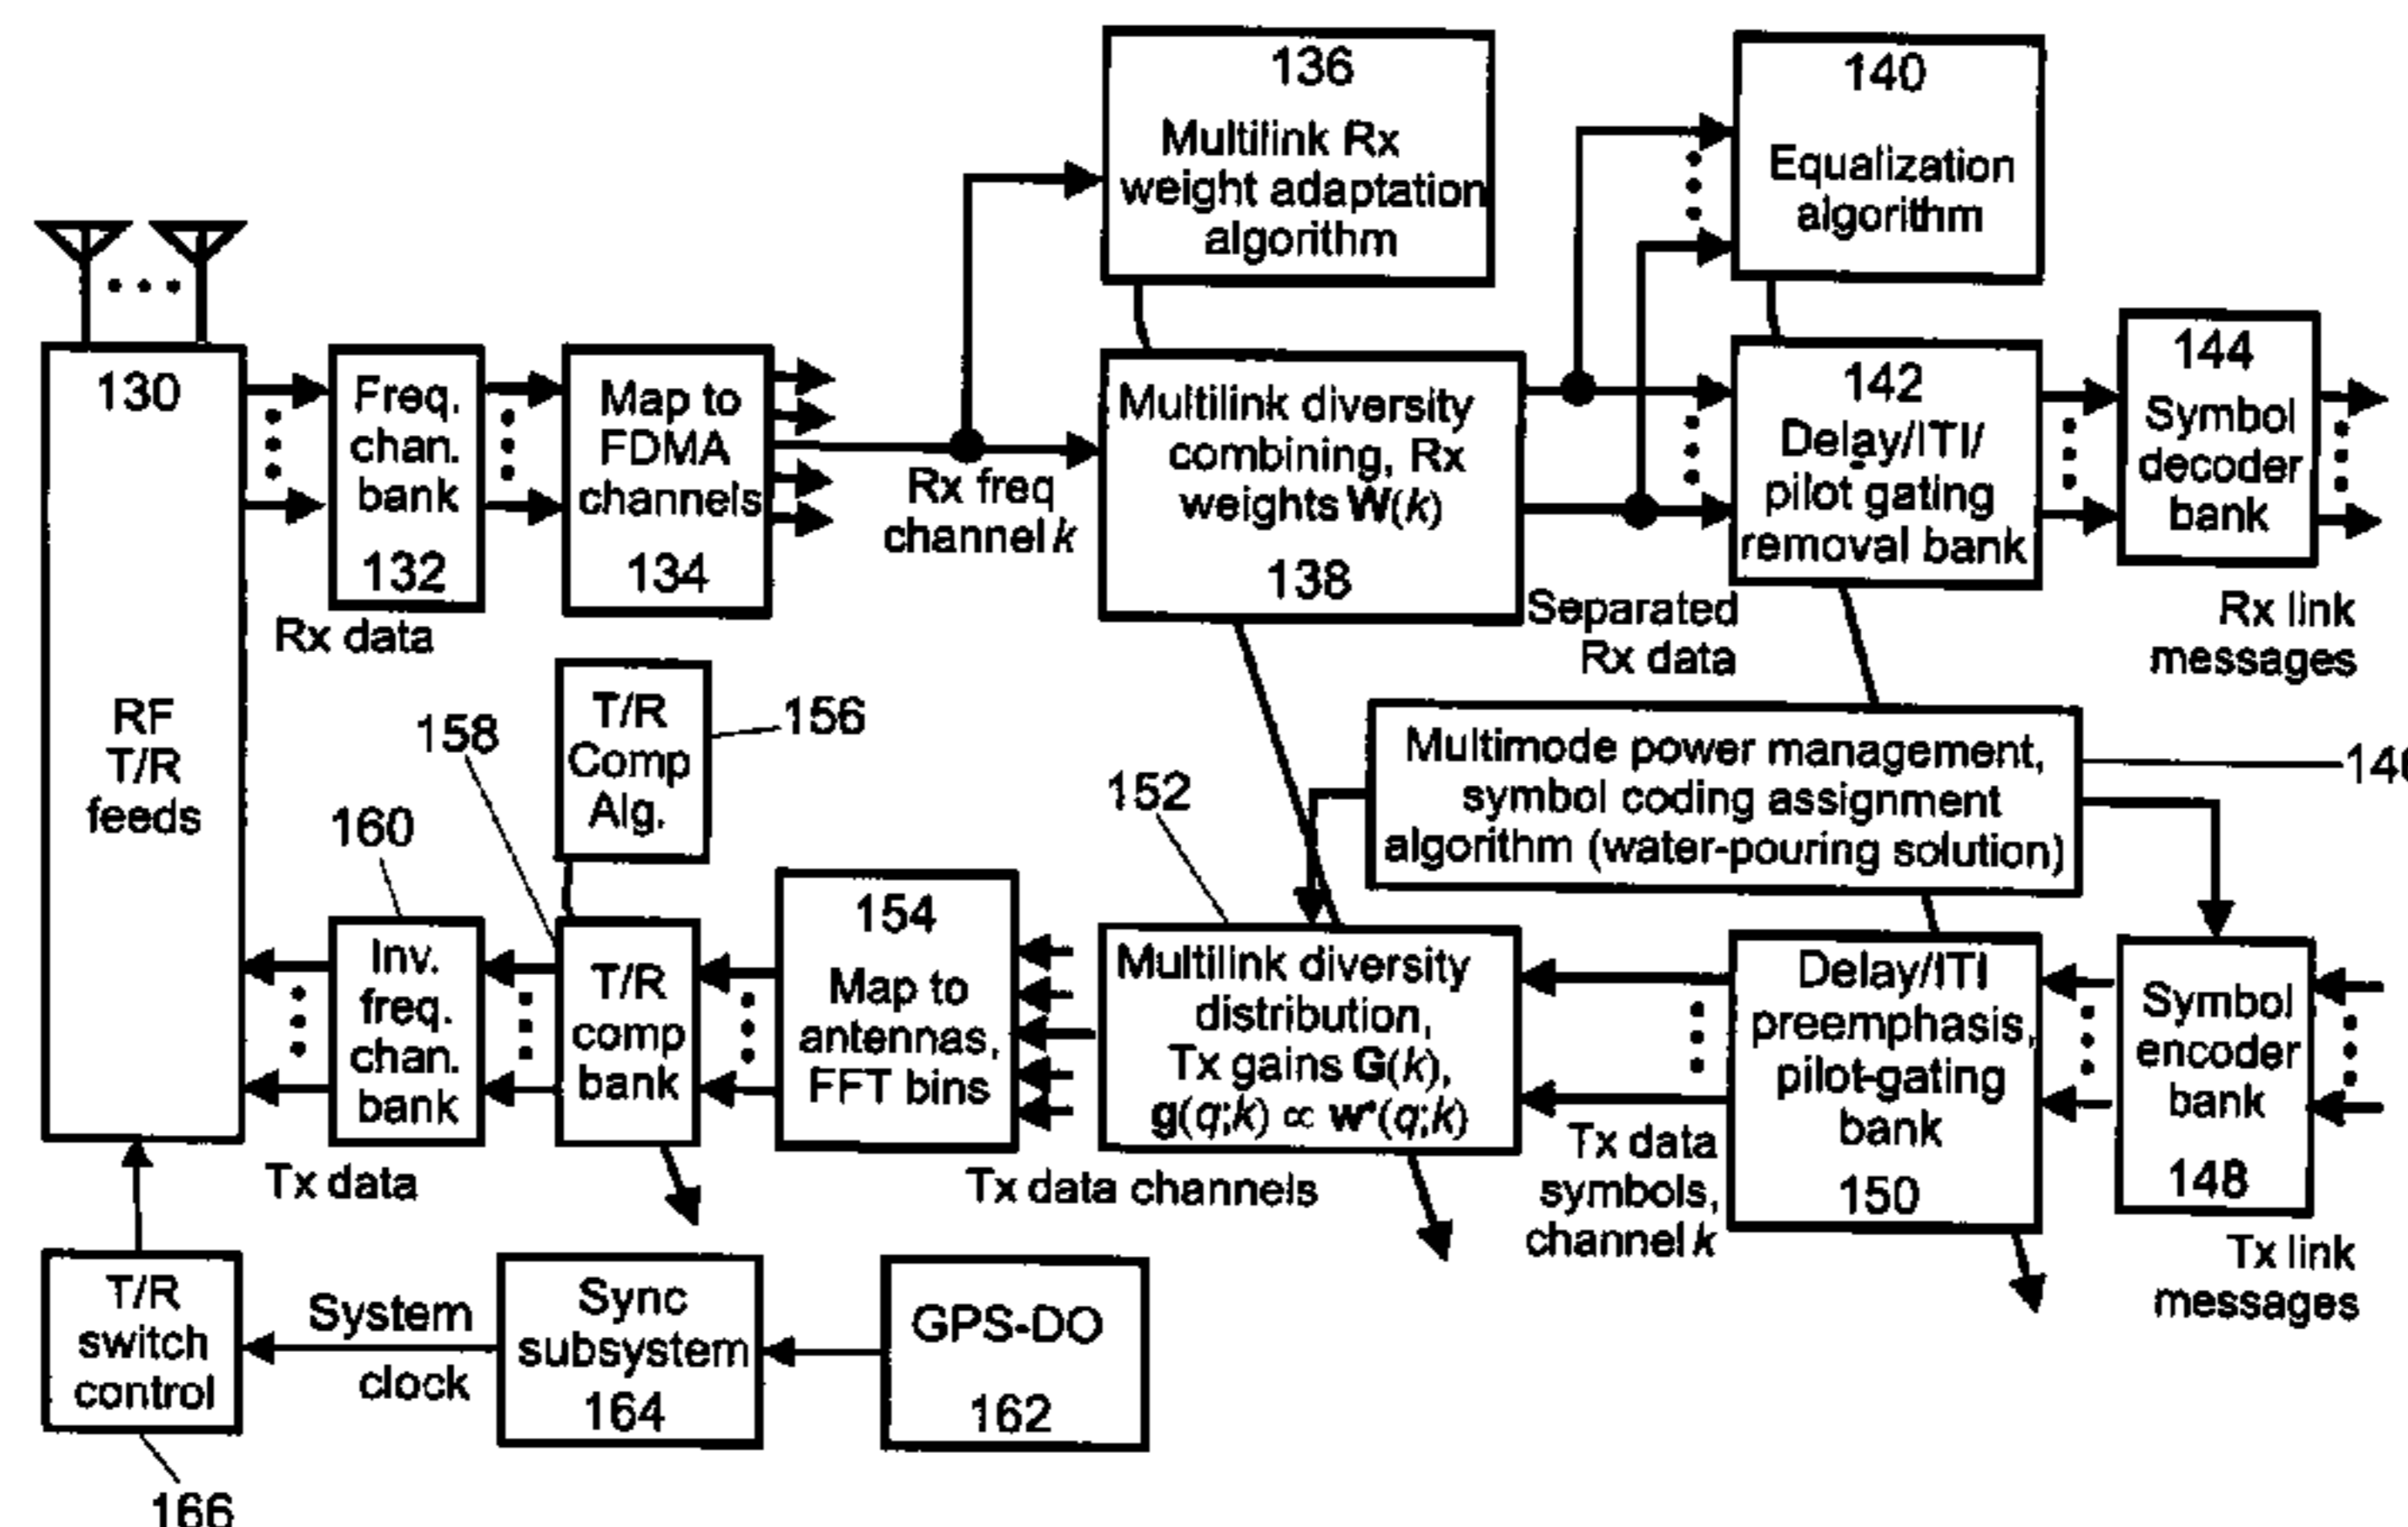 136
Multilink Rx
weight adaptation
algorithm
140
Equalization
algorithm
130
RF
T/R
feeds
Freq.
chan.
bank
132
Rx data
Map to
FDMA
channels
134
Rx freq
channel k
Multilink diversity
combining, Rx
weights W(k)
138
Separated
Rx data
142
Delay/ITI/
pilot gating
removal bank
144
Symbol
decoder
bank
Rx link
messages
T/R
Comp
Alg.
156
158
160
152
Multimode power management,
symbol coding assignment
algorithm (water-pouring solution)
Inv.
freq.
chan.
bank
Tx data
T/R
comp
bank
154
Map to
antennas,
FFT bins
Tx data channels
Multilink diversity
distribution,
Tx gains G(k),
g(q;k) ∝ w*(q;k)
Tx data
symbols,
channel k
Delay/ITI
preemphasis,
pilot-gating
bank
150
Symbol
encoder
bank
148
Tx link
messages
T/R
switch
control
166
System
clock
Sync
subsystem
164
GPS-DO
162